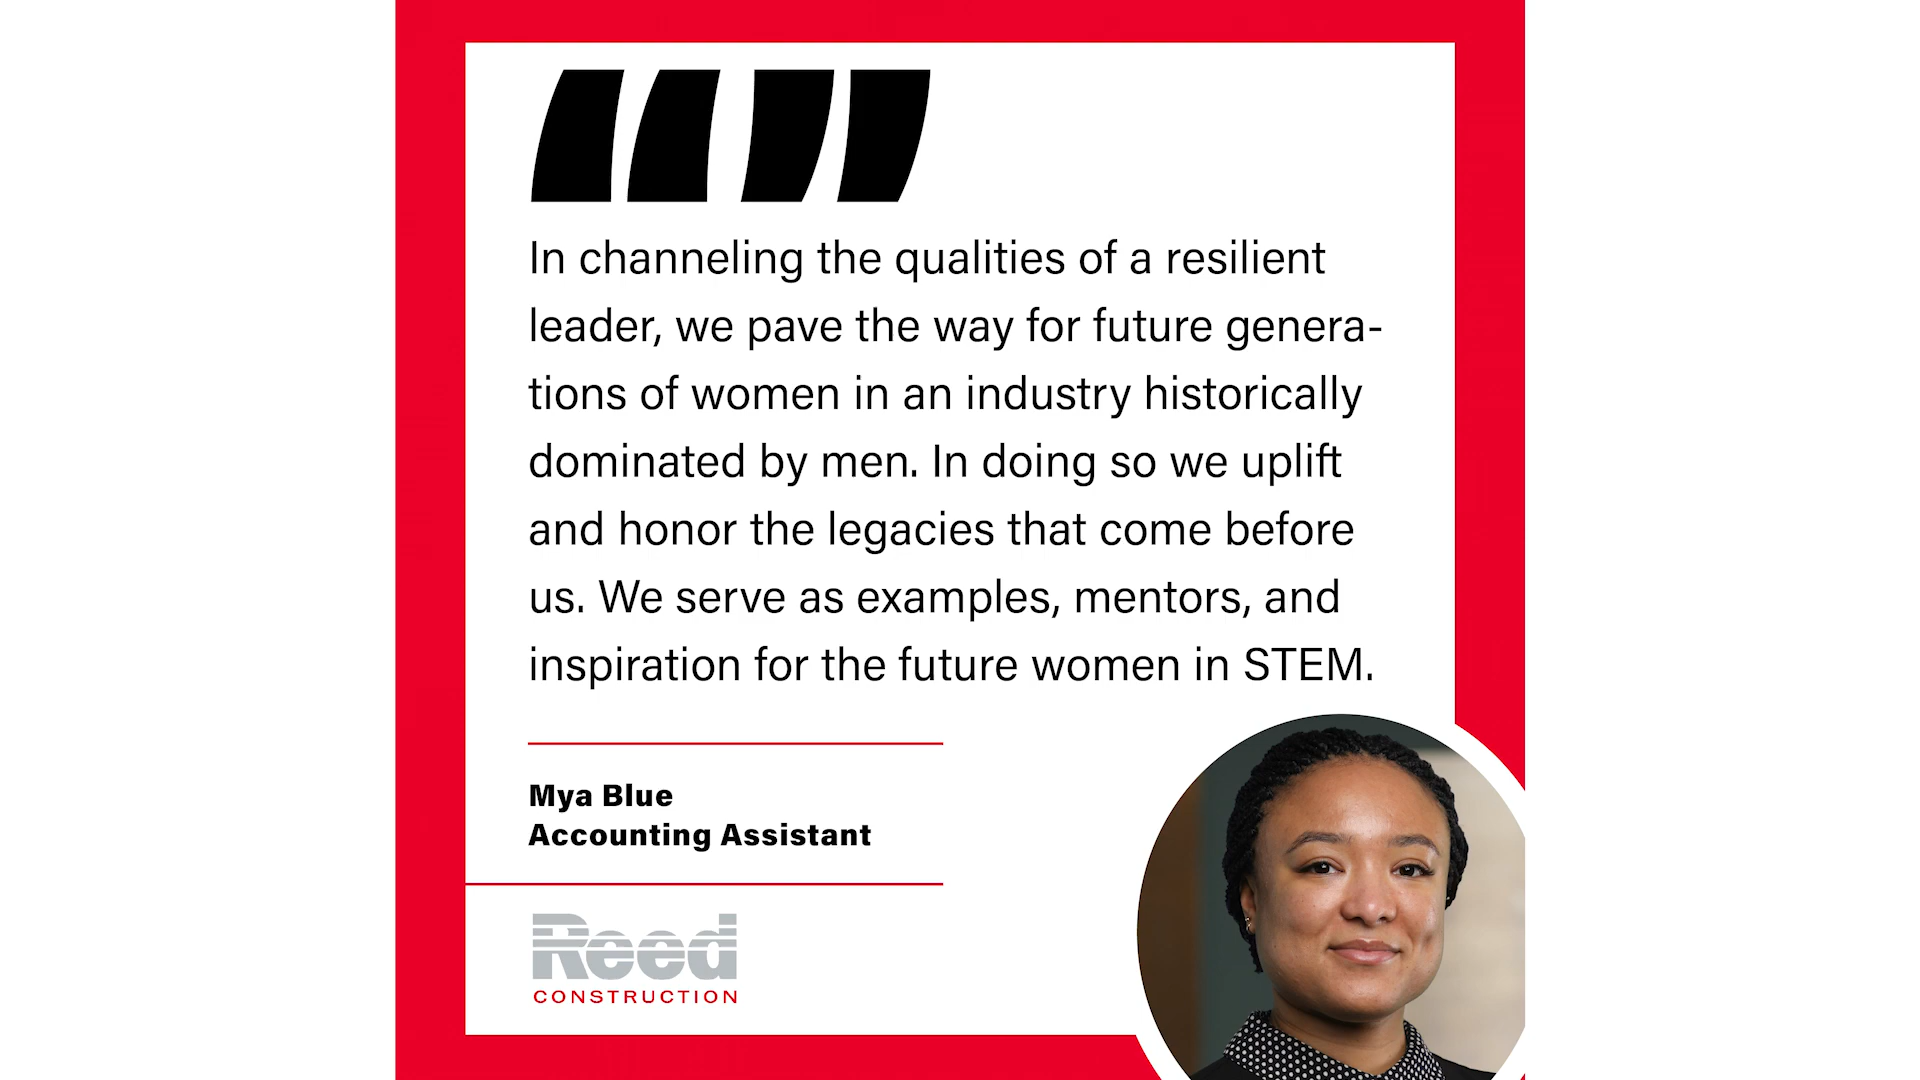 In channeling the qualities of a resilient
leader, we pave the way for future genera-
tions of women in an industry historically
dominated by men. In doing so we uplift
and honor the legacies that come before
us. We serve as examples, mentors, and
inspiration for the future women in STEM.
Mya Blue
Accounting Assistant
Reed
CONSTRUCTION